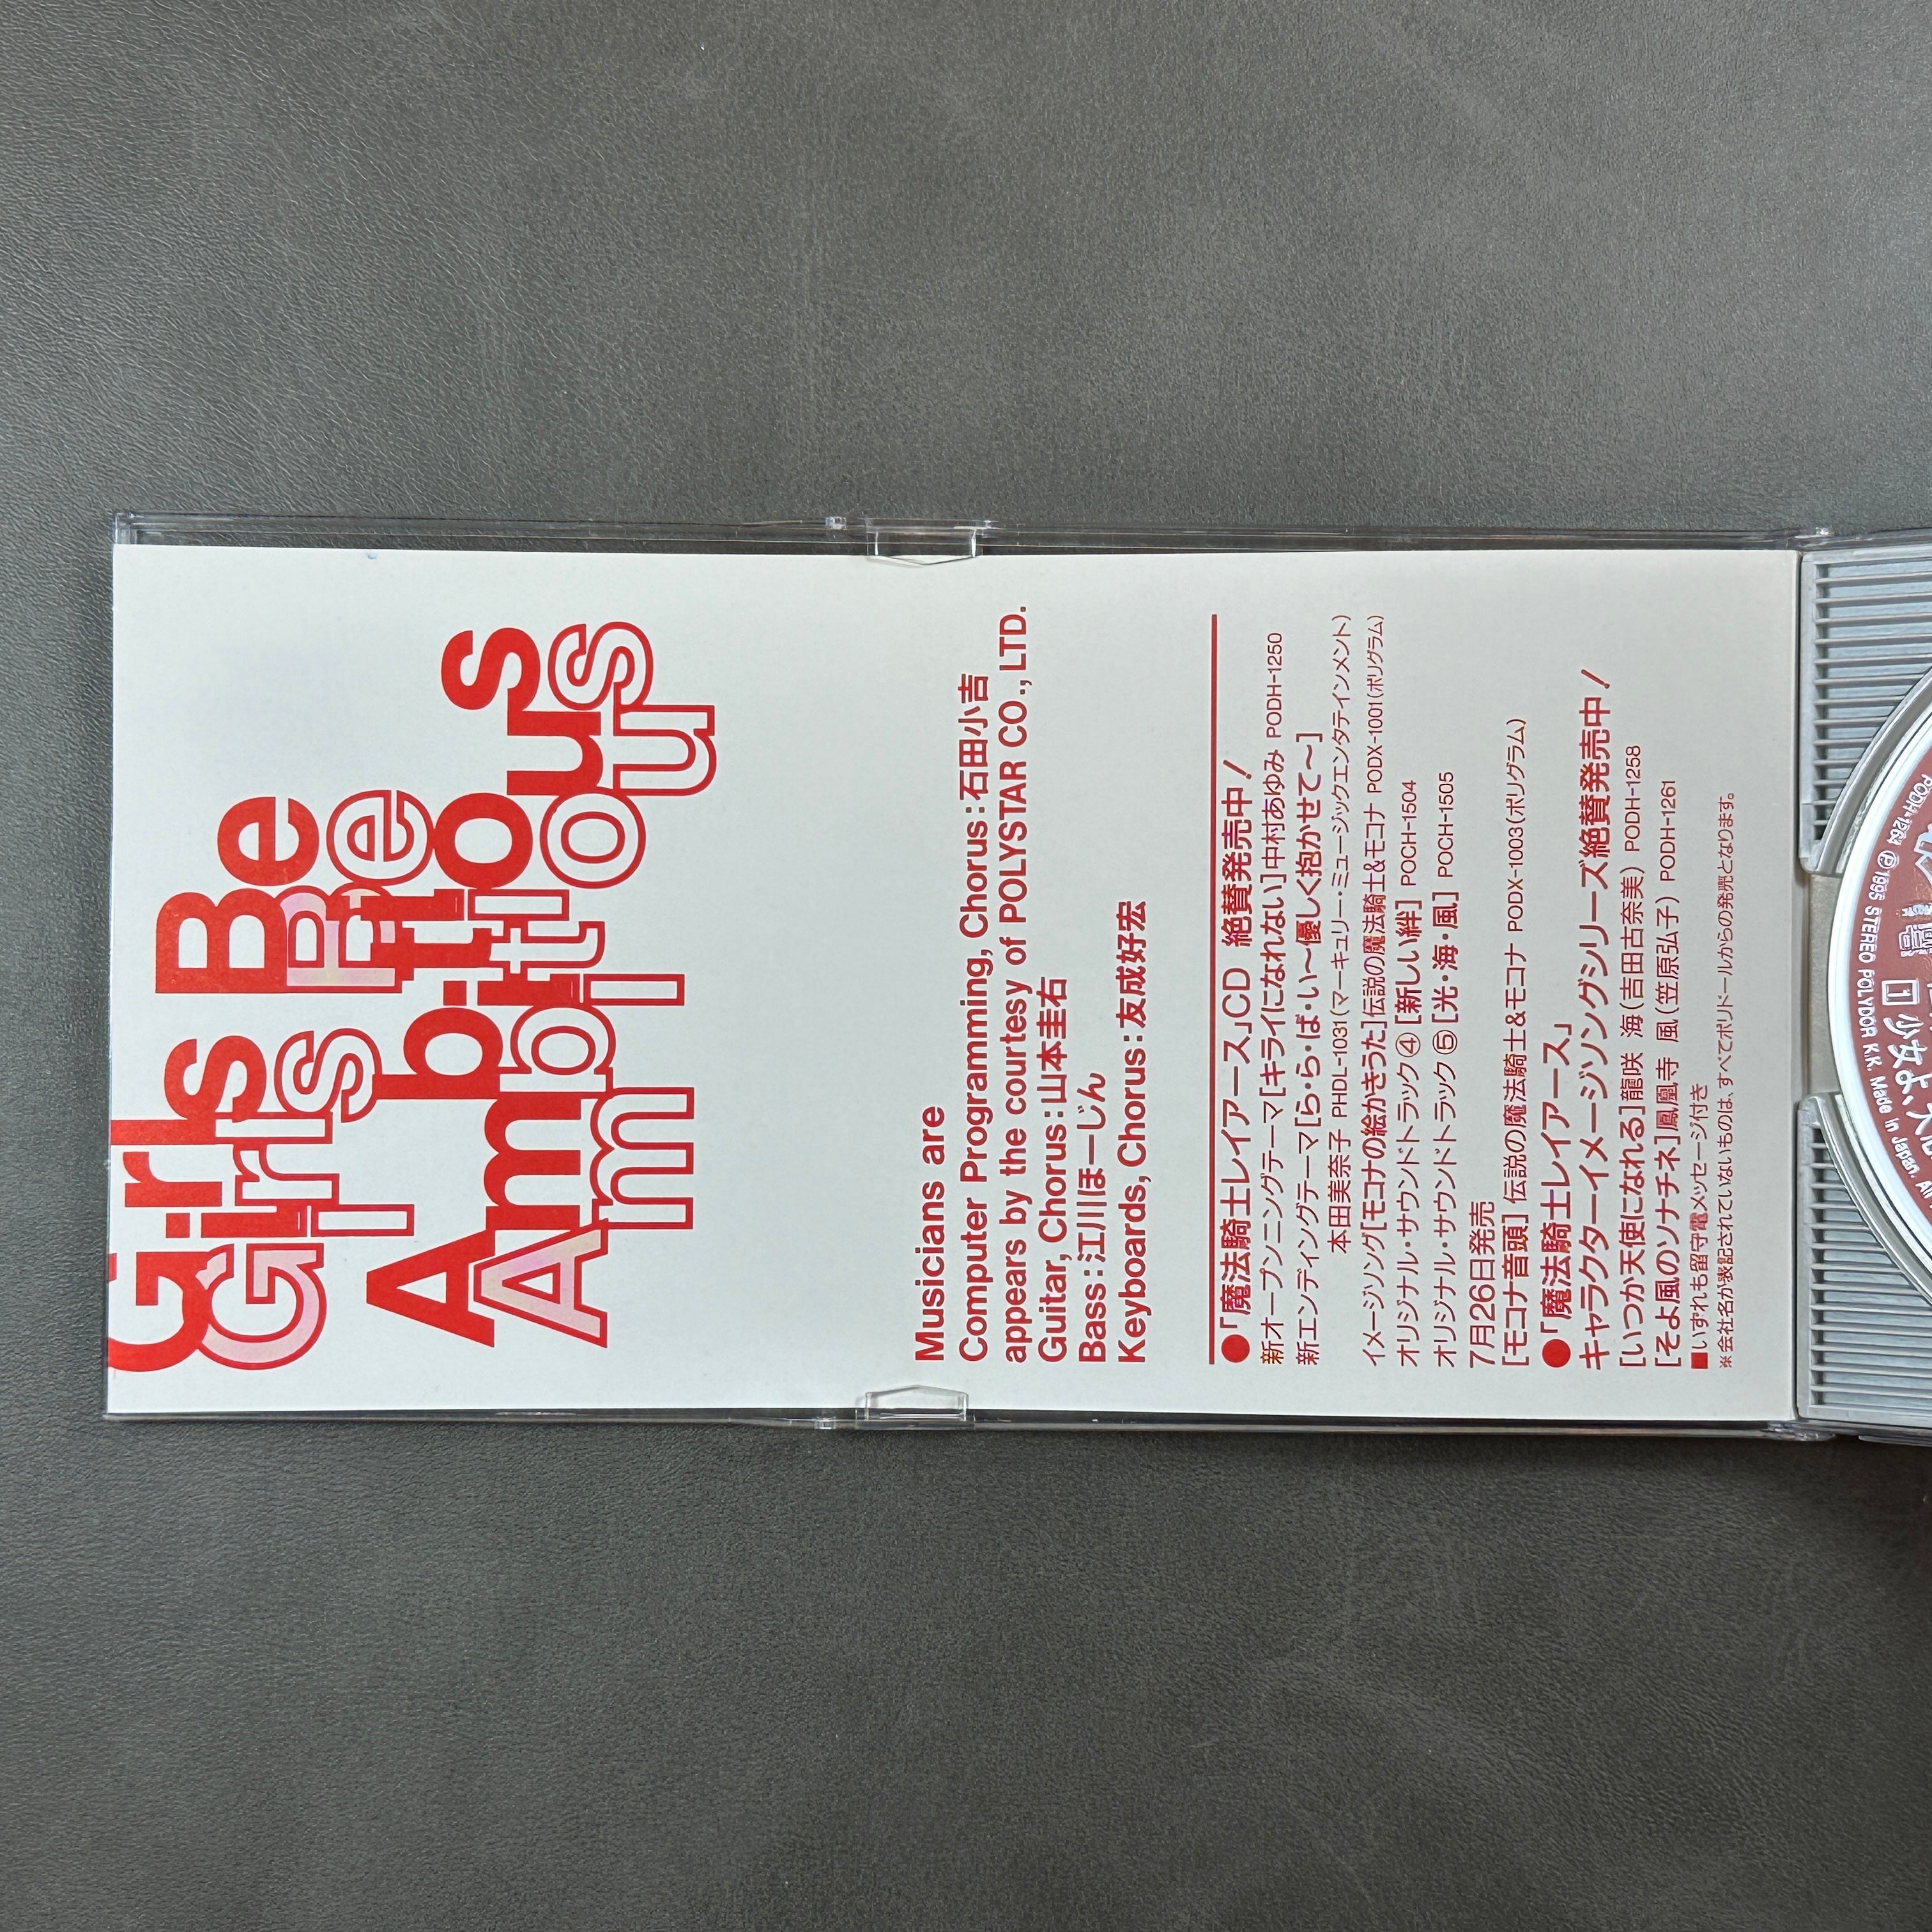 Girls Be
Girls Be
Ambitious
Ambitious
Musicians are
Computer Programming, Chorus:石田小吉
appears by the courtesy of POLYSTAR CO., LTD.
Guitar, Chorus:山本圭右
Bass:江川ほーじん
Keyboards, Chorus:友成好宏
●「魔法騎士レイアース」CD 絶賛発売中!
新オープンニングテーマ[キライになれない]中村あゆみ PODH-1250
新エンディングテーマ[ら・ら・ば・い〜優しく抱かせて〜]
本田美奈子 PHDL-1031(マーキュリー・ミュージックエンタテインメント)
イメージソング[モコナの絵かきうた]伝説の魔法騎士&モコナ PODX-1001(ポリグラム)
オリジナル・サウンドトラック④[新しい絆] POCH-1504
オリジナル・サウンドトラック⑤[光・海・風] POCH-1505
7月26日発売
[モコナ音頭] 伝説の魔法騎士&モコナ PODX-1003(ポリグラム)
●「魔法騎士レイアース」
キャラクターイメージソングシリーズ絶賛発売中!
[いつか天使になれる]龍咲 海(吉田古奈美) PODH-1258
[そよ風のソナチネ]鳳凰寺 風(笠原弘子) PODH-1261
■いずれも留守電メッセージ付き
※会社名が表記されていないものは、すべてポリドールからの発売となります。
PODH-1264 Ⓟ1995 STEREO POLYDOR K.K. Made in Japan.
1 少女よ、大